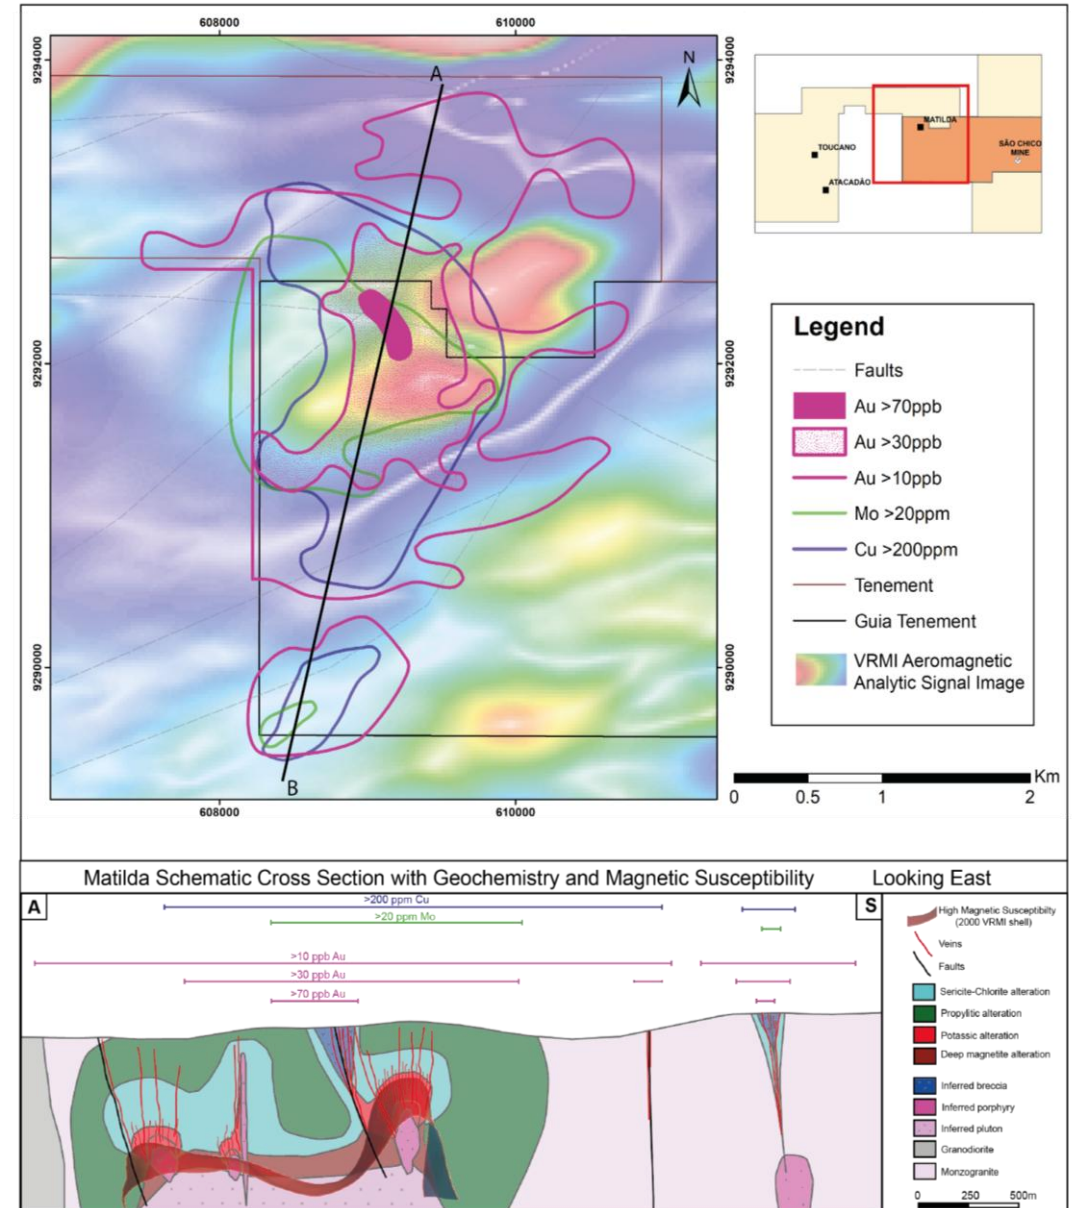 608000
610000
9294000
9294000
A
N
MATILDA
TOUCANO
SÃO CHICO
MINE
ATACADÃO
Legend
Faults
Au >70ppb
Au >30ppb
Au >10ppb
Mo >20ppm
Cu >200ppm
Tenement
Guia Tenement
VRMI Aeromagnetic
Analytic Signal Image
9292000
9292000
9290000
9290000
B
608000
610000
Km
0 0.5 1 2
Matilda Schematic Cross Section with Geochemistry and Magnetic Susceptibility Looking East
A
S
>200 ppm Cu
>20 ppm Mo
>10 ppb Au
>30 ppb Au
>70 ppb Au
High Magnetic Susceptibilty
(2000 VRMI shell)
Veins
Faults
Sericite-Chlorite alteration
Propylitic alteration
Potassic alteration
Deep magnetite alteration
Inferred breccia
Inferred porphyry
Inferred pluton
Granodiorite
Monzogranite
0 250 500m